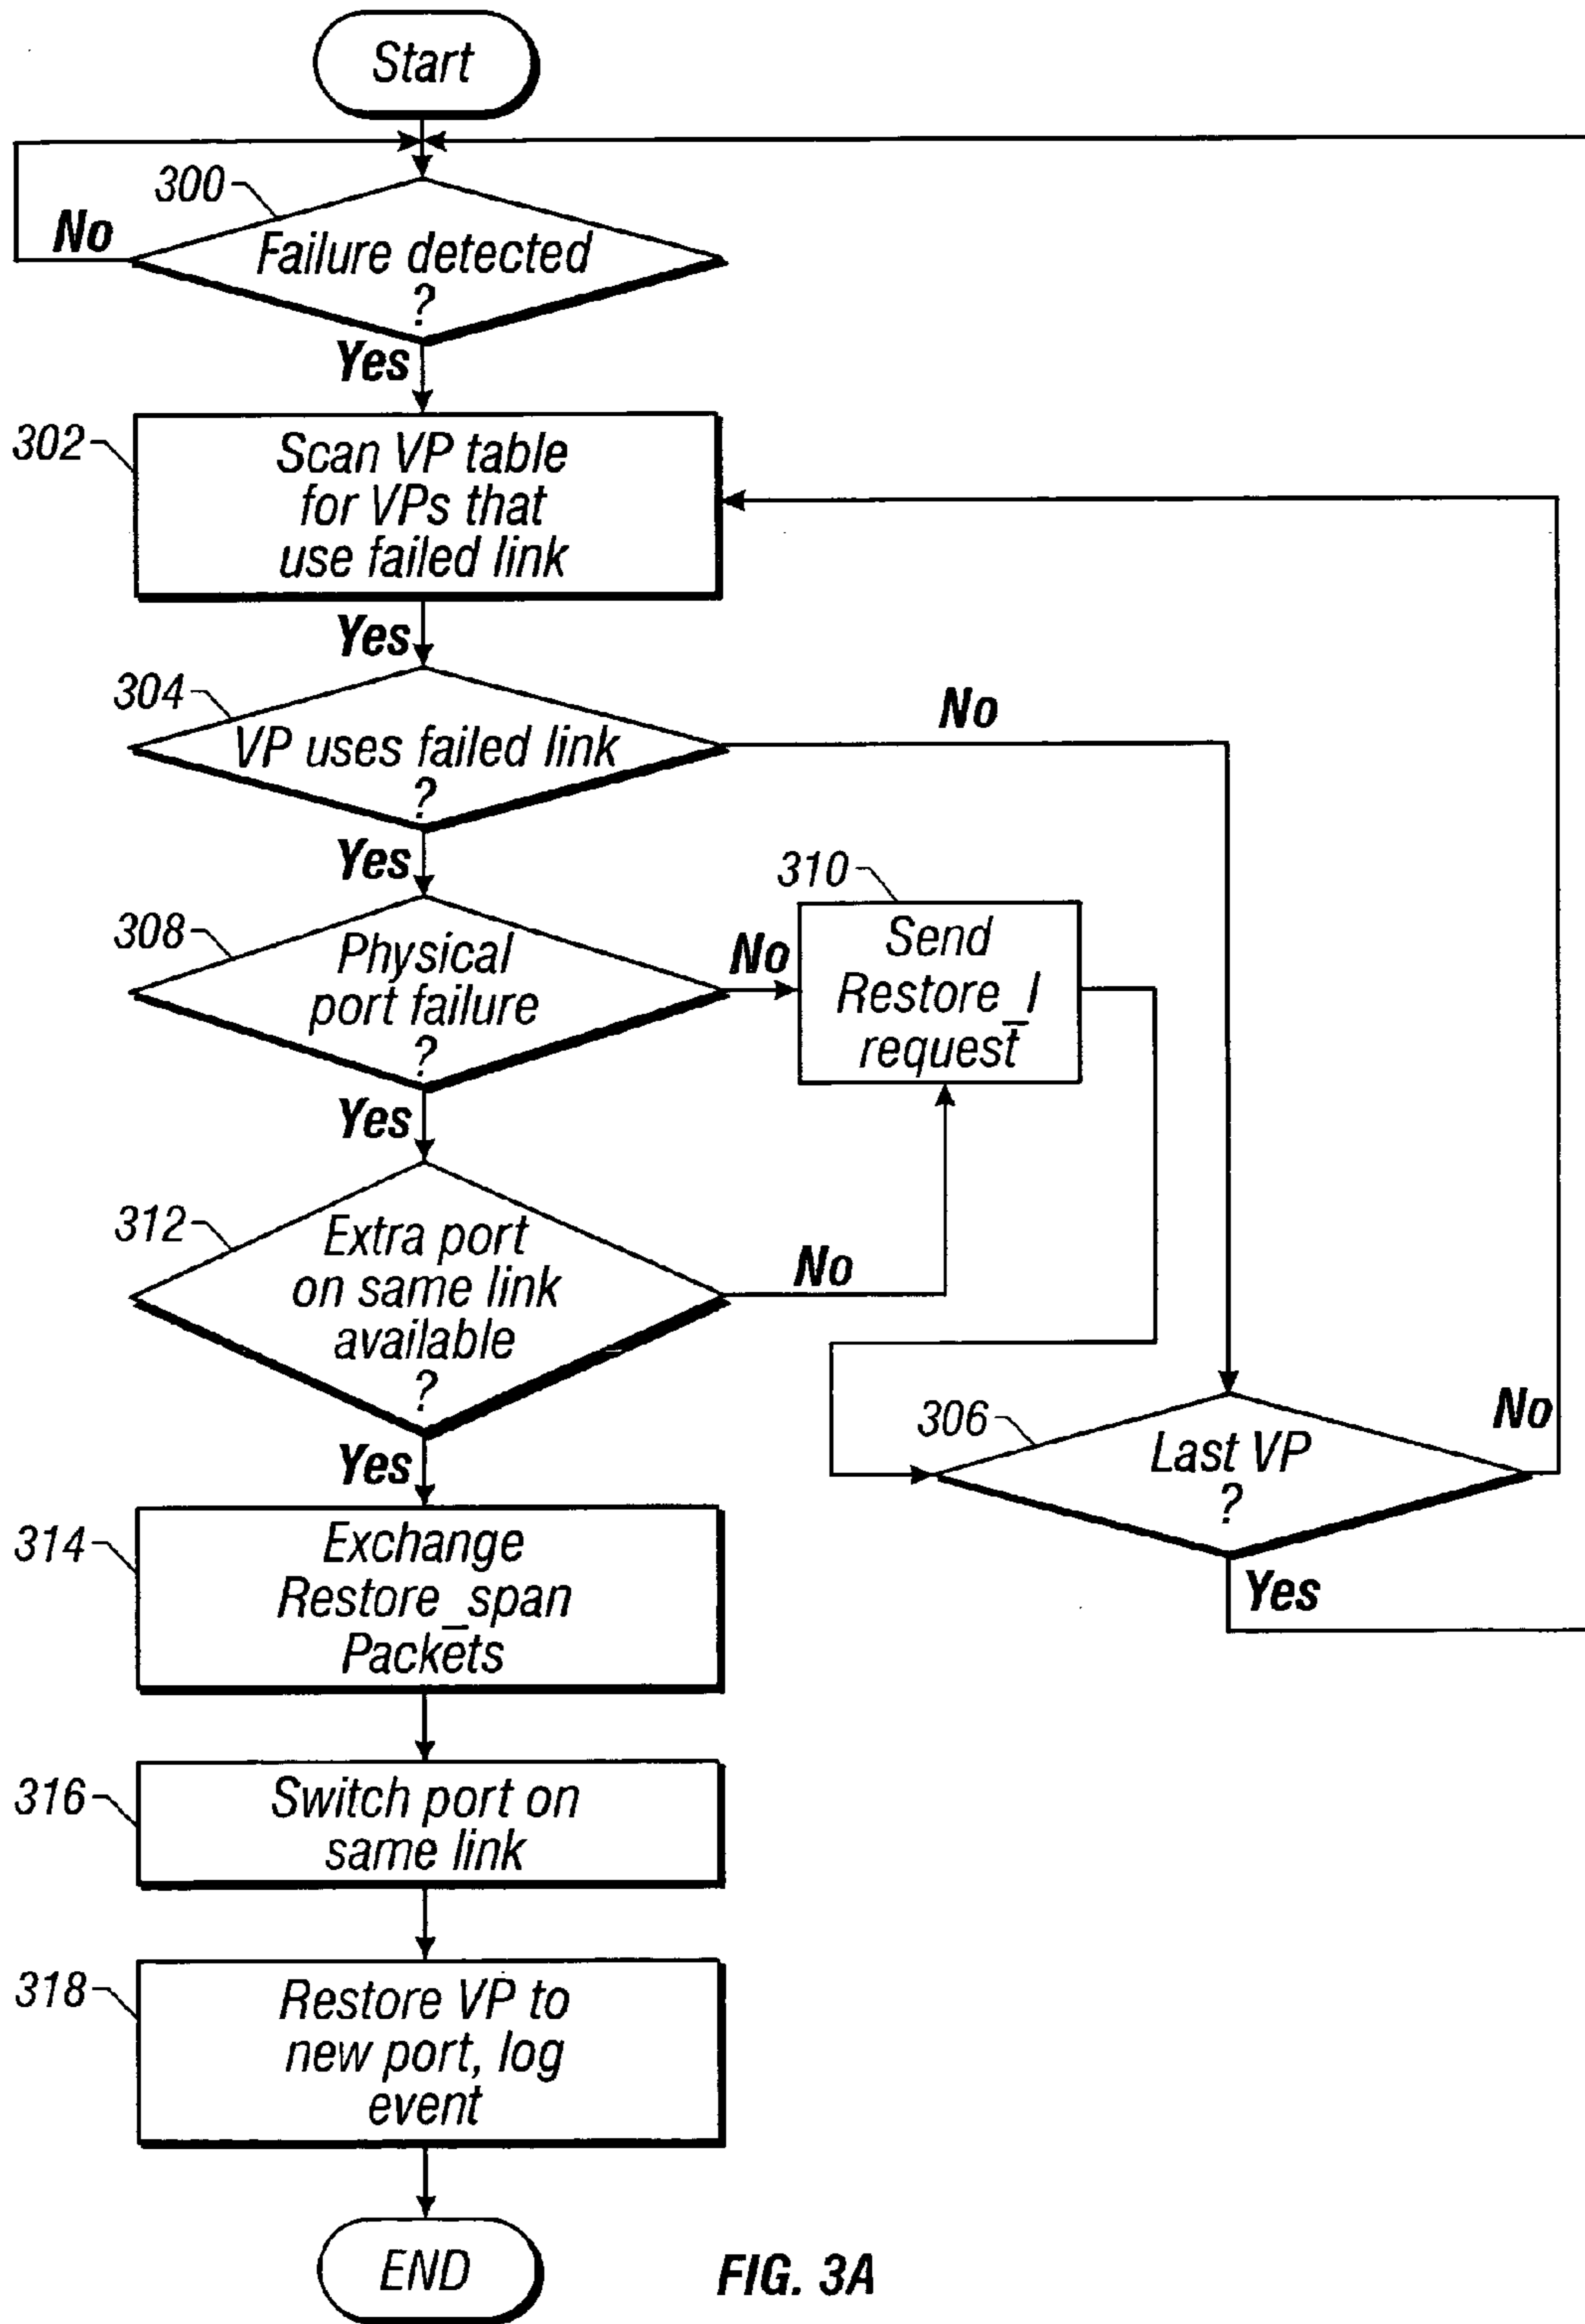 Start
300
Failure detected
?
No
Yes
302
Scan VP table
for VPs that
use failed link
Yes
304
VP uses failed link
?
No
Yes
308
Physical
port failure
?
No
310
Send
Restore_I
request
Yes
312
Extra port
on same link
available
?
No
306
Last VP
?
No
Yes
Yes
314
Exchange
Restore_span
Packets
316
Switch port on
same link
318
Restore VP to
new port, log
event
END
FIG. 3A